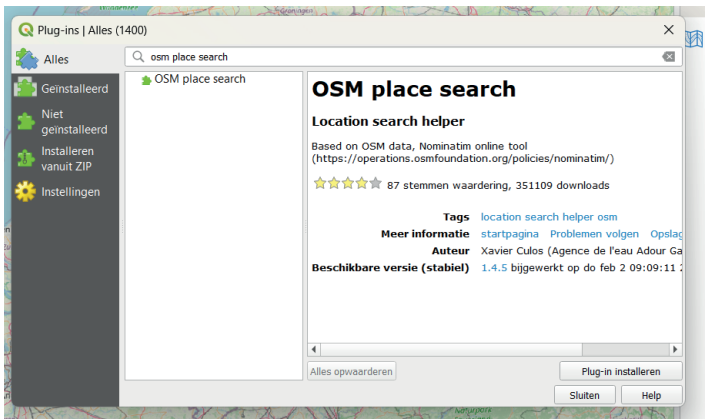 Plug-ins | Alles (1400)
Alles
Geïnstalleerd
Niet
geïnstalleerd
Installeren
vanuit ZIP
Instellingen
osm place search
OSM place search
OSM place search
Location search helper
Based on OSM data, Nominatim online tool
(https://operations.osmfoundation.org/policies/nominatim/)
87 stemmen waardering, 351109 downloads
Tags location search helper osm
Meer informatie startpagina Problemen volgen Opslag
Auteur Xavier Culos (Agence de l'eau Adour Ga
Beschikbare versie (stabiel) 1.4.5 bijgewerkt op do feb 2 09:09:11 2
Alles opwaarderen
Plug-in installeren
Sluiten
Help